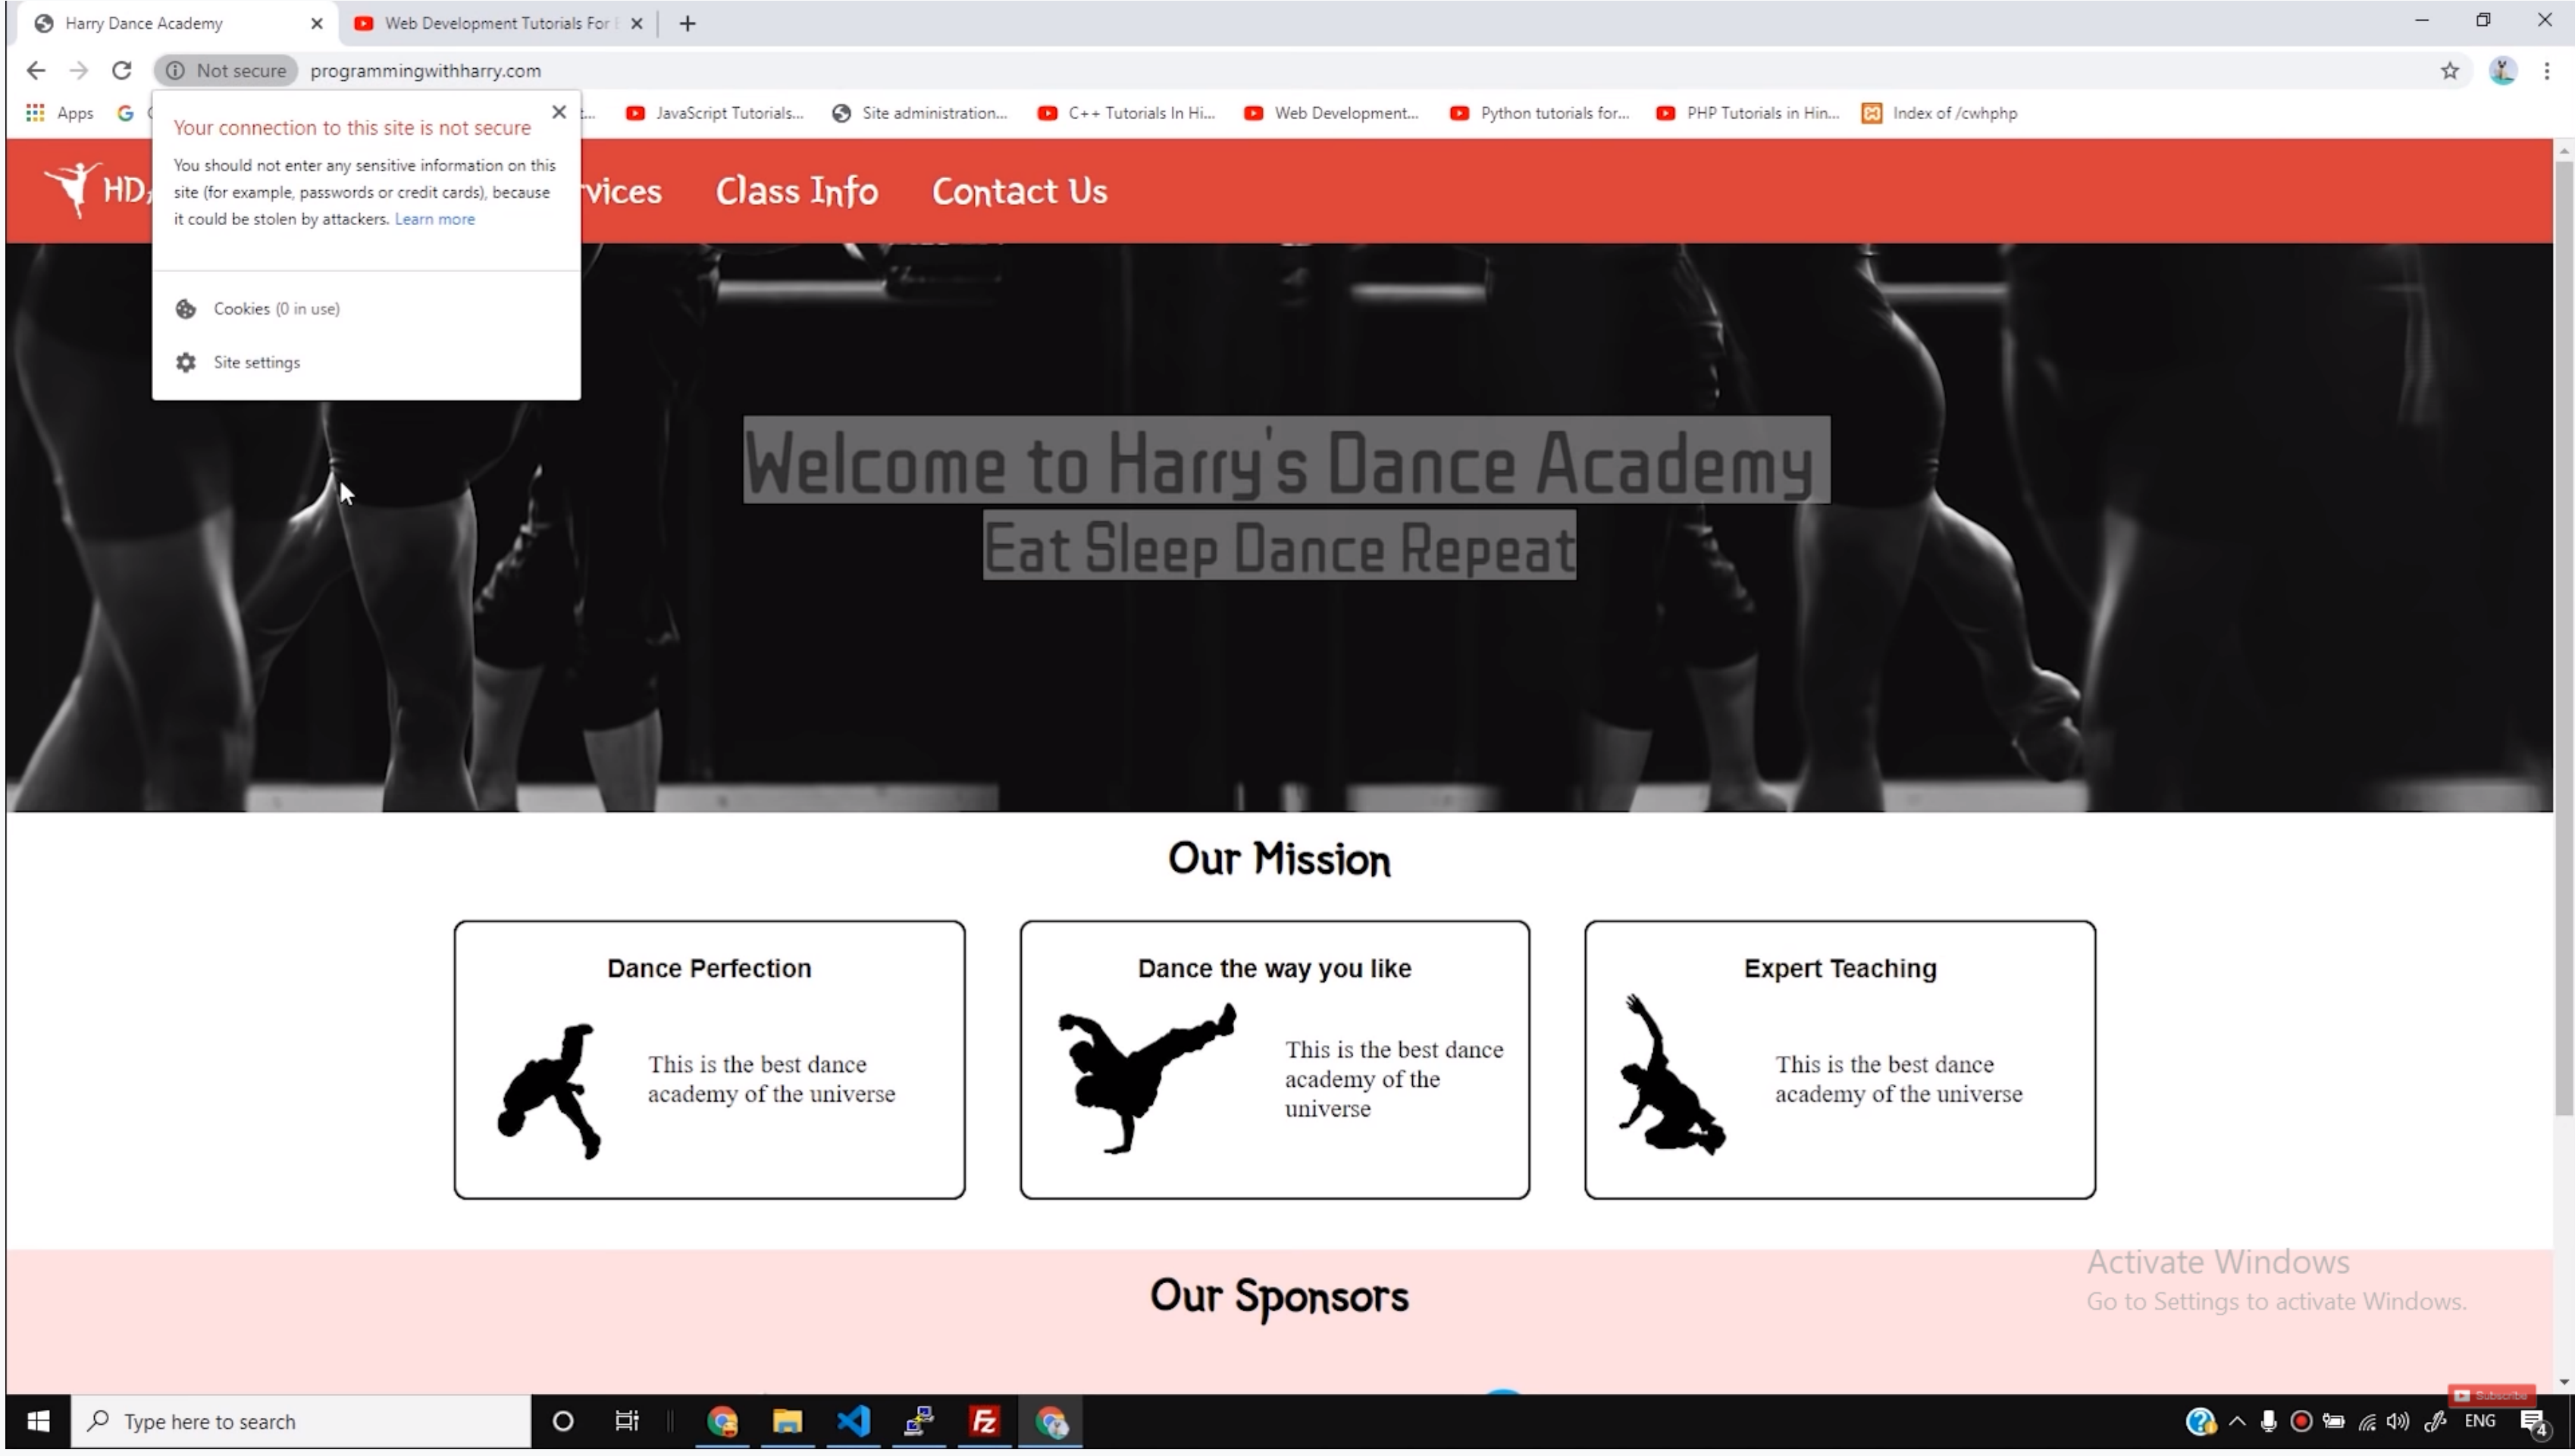 Harry Dance Academy
Web Development Tutorials For
Not secure
programmingwithharry.com
Apps
JavaScript Tutorials...
Site administration...
C++ Tutorials In Hi...
Web Development...
Python tutorials for...
PHP Tutorials in Hin...
Index of /cwhphp
Your connection to this site is not secure
You should not enter any sensitive information on this
site (for example, passwords or credit cards), because
it could be stolen by attackers. Learn more
Cookies (0 in use)
Site settings
Class Info
Contact Us
Welcome to Harry's Dance Academy
Eat Sleep Dance Repeat
Our Mission
Dance Perfection
This is the best dance
academy of the universe
Dance the way you like
This is the best dance
academy of the
universe
Expert Teaching
This is the best dance
academy of the universe
Our Sponsors
Activate Windows
Go to Settings to activate Windows.
Subscribe
Type here to search
Fz
ENG
4